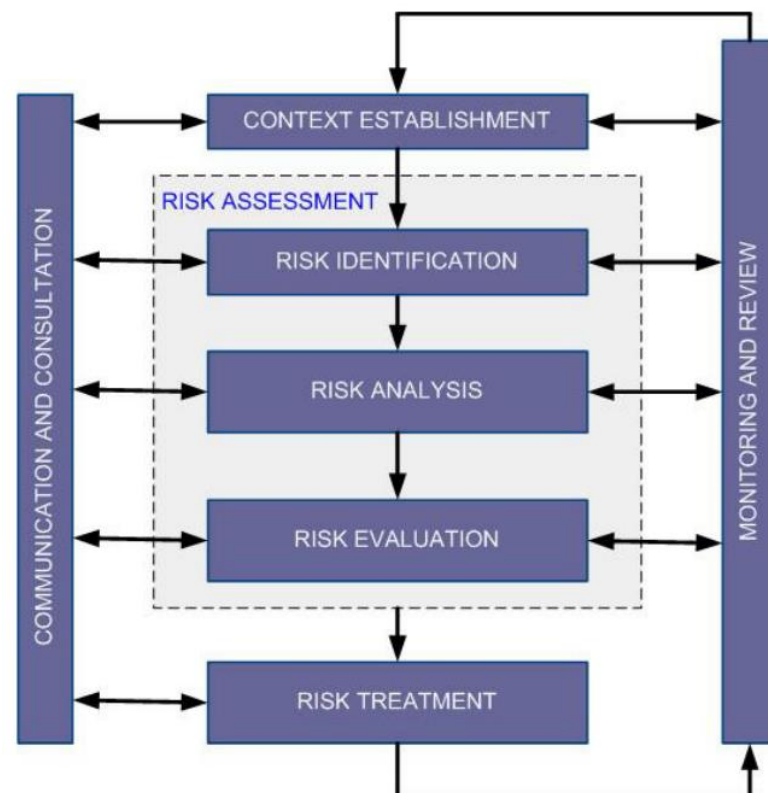 CONTEXT ESTABLISHMENT
RISK ASSESSMENT
RISK IDENTIFICATION
RISK ANALYSIS
RISK EVALUATION
RISK TREATMENT
COMMUNICATION AND CONSULTATION
MONITORING AND REVIEW